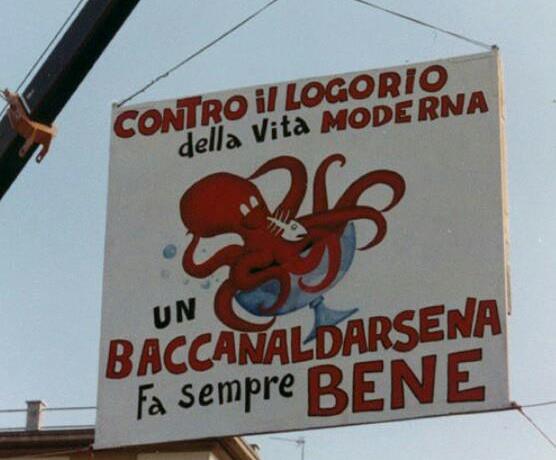 CONTRO il LOGORIO
della Vita MODERNA
UN
BACCANALDARSENA
Fa sempre BENE